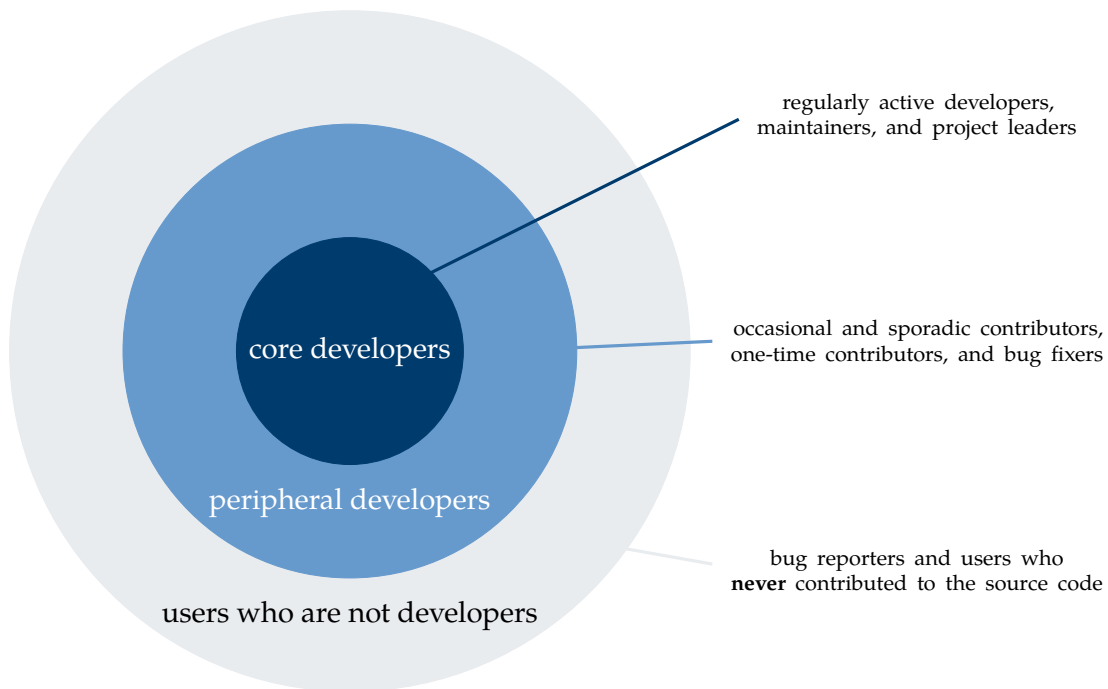 regularly active developers,
maintainers, and project leaders
core developers
occasional and sporadic contributors,
one-time contributors, and bug fixers
peripheral developers
bug reporters and users who
never contributed to the source code
users who are not developers